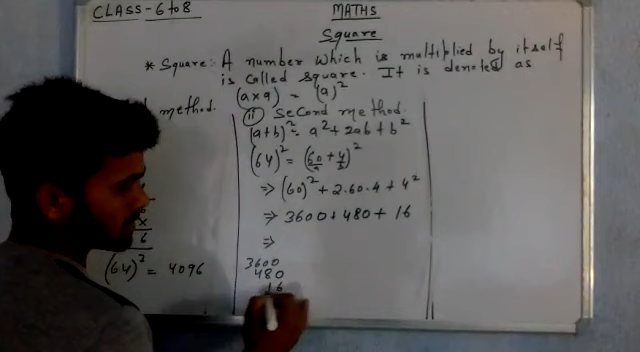 CLASS - 6 to 8
MATHS
Square
* Square:- A number which is multiplied by itself
is called square. It is denoted as
(a×a) = (a)²
method.
6
(64)² = 4096
(ii) Second method.
(a+b)² = a² + 2ab + b²
(64)² = (60 + 4)²
a b
⇒ (60)² + 2·60·4 + 4²
⇒ 3600 + 480 + 16
⇒
3600
480
16